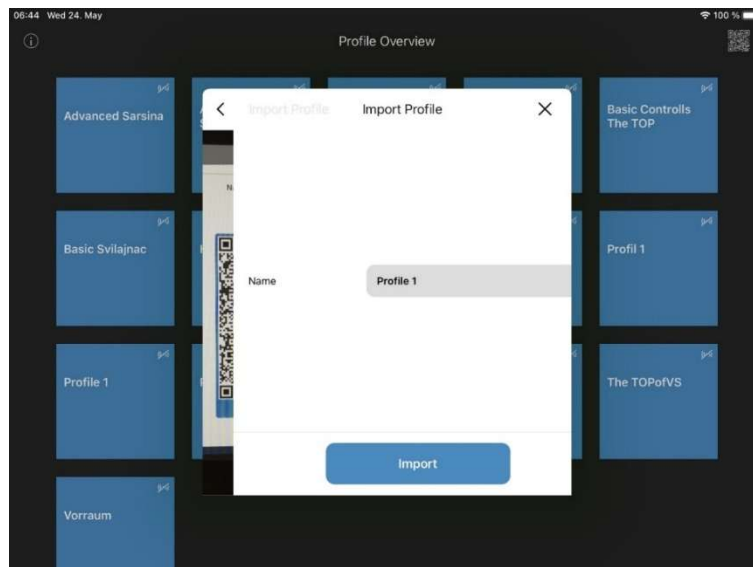 06:44 Wed 24. May
100 %
Profile Overview
Advanced Sarsina
Import Profile
Import Profile
Basic Controlls
The TOP
Basic Svilajnac
Profil 1
Name
Profile 1
Profile 1
The TOPofVS
Import
Vorraum